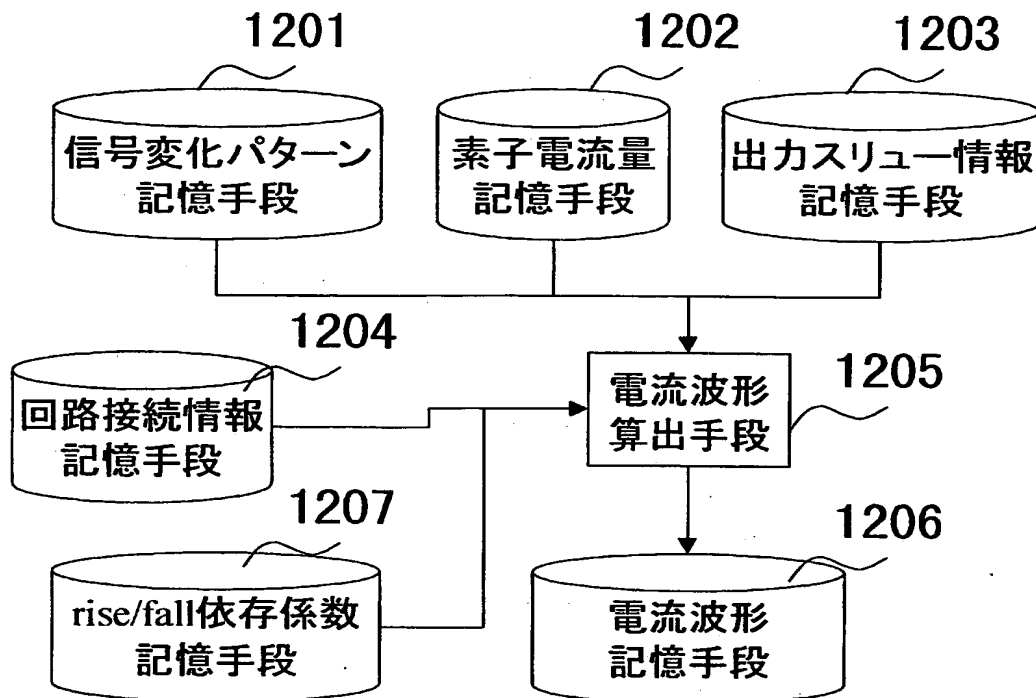 1201
1202
1203
信号変化パターン
記憶手段
素子電流量
記憶手段
出力スリュー情報
記憶手段
1204
回路接続情報
記憶手段
電流波形
算出手段
1205
1207
rise/fall依存係数
記憶手段
1206
電流波形
記憶手段